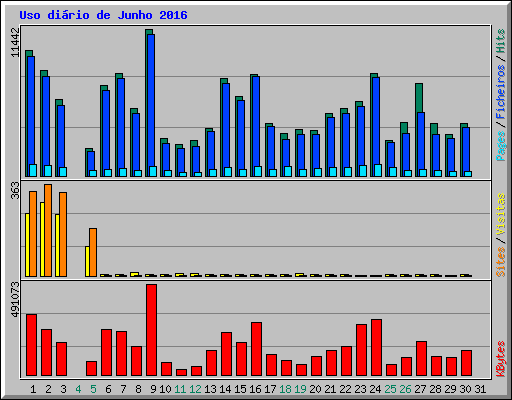 Uso diário de Junho 2016
11442
Pages / Ficheiros / Hits
363
Sites / Visitas
491073
KBytes
1 2 3 4 5 6 7 8 9 10 11 12 13 14 15 16 17 18 19 20 21 22 23 24 25 26 27 28 29 30 31